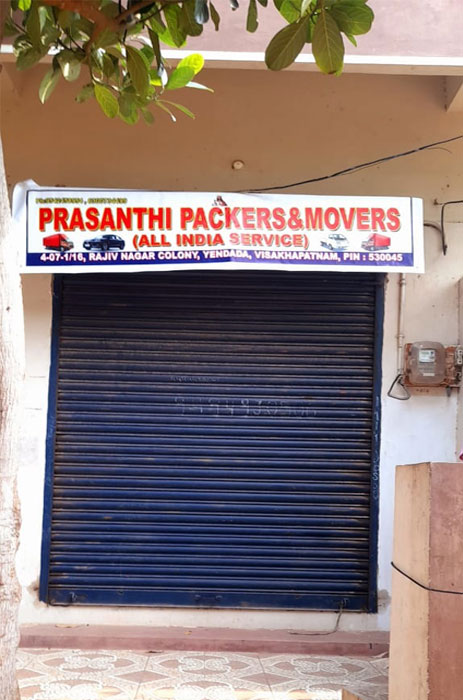 PRASANTHI PACKERS&MOVERS
(ALL INDIA SERVICE)
4-07-1/16, RAJIV NAGAR COLONY, YENDADA, VISAKHAPATNAM, PIN : 530045